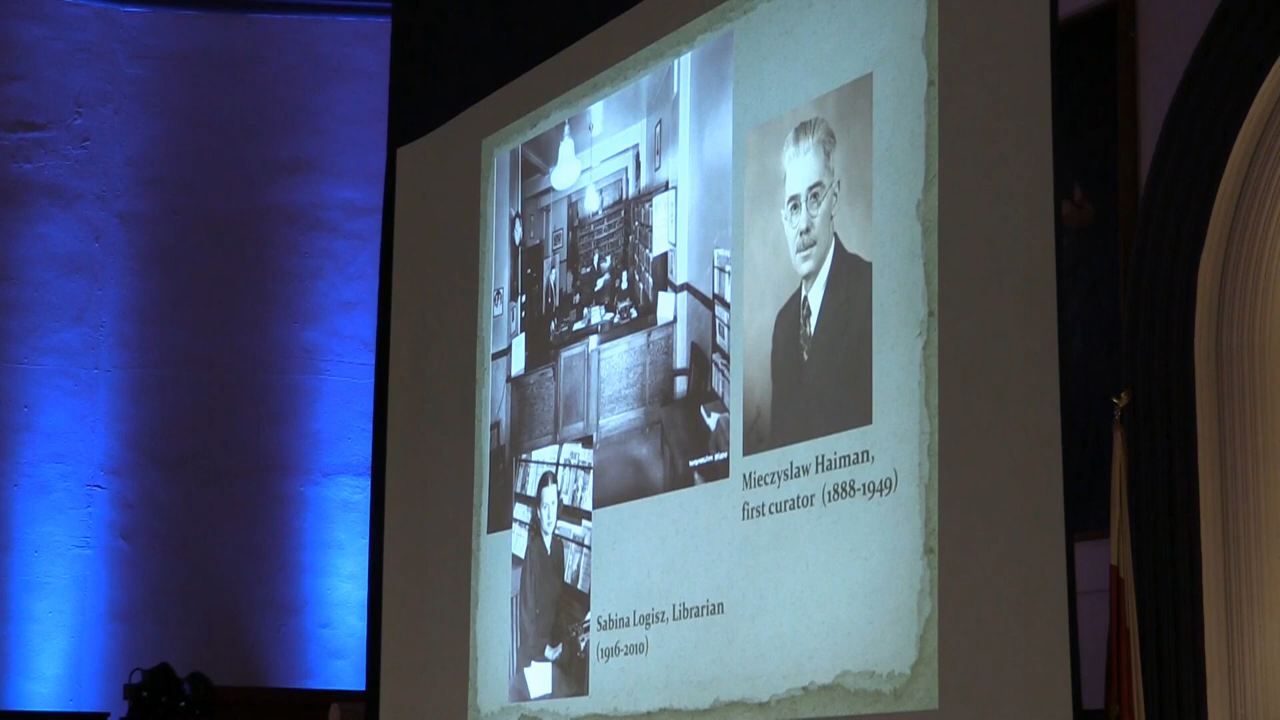 Mieczyslaw Haiman,
first curator (1888-1949)
Sabina Logisz, Librarian
(1916-2010)